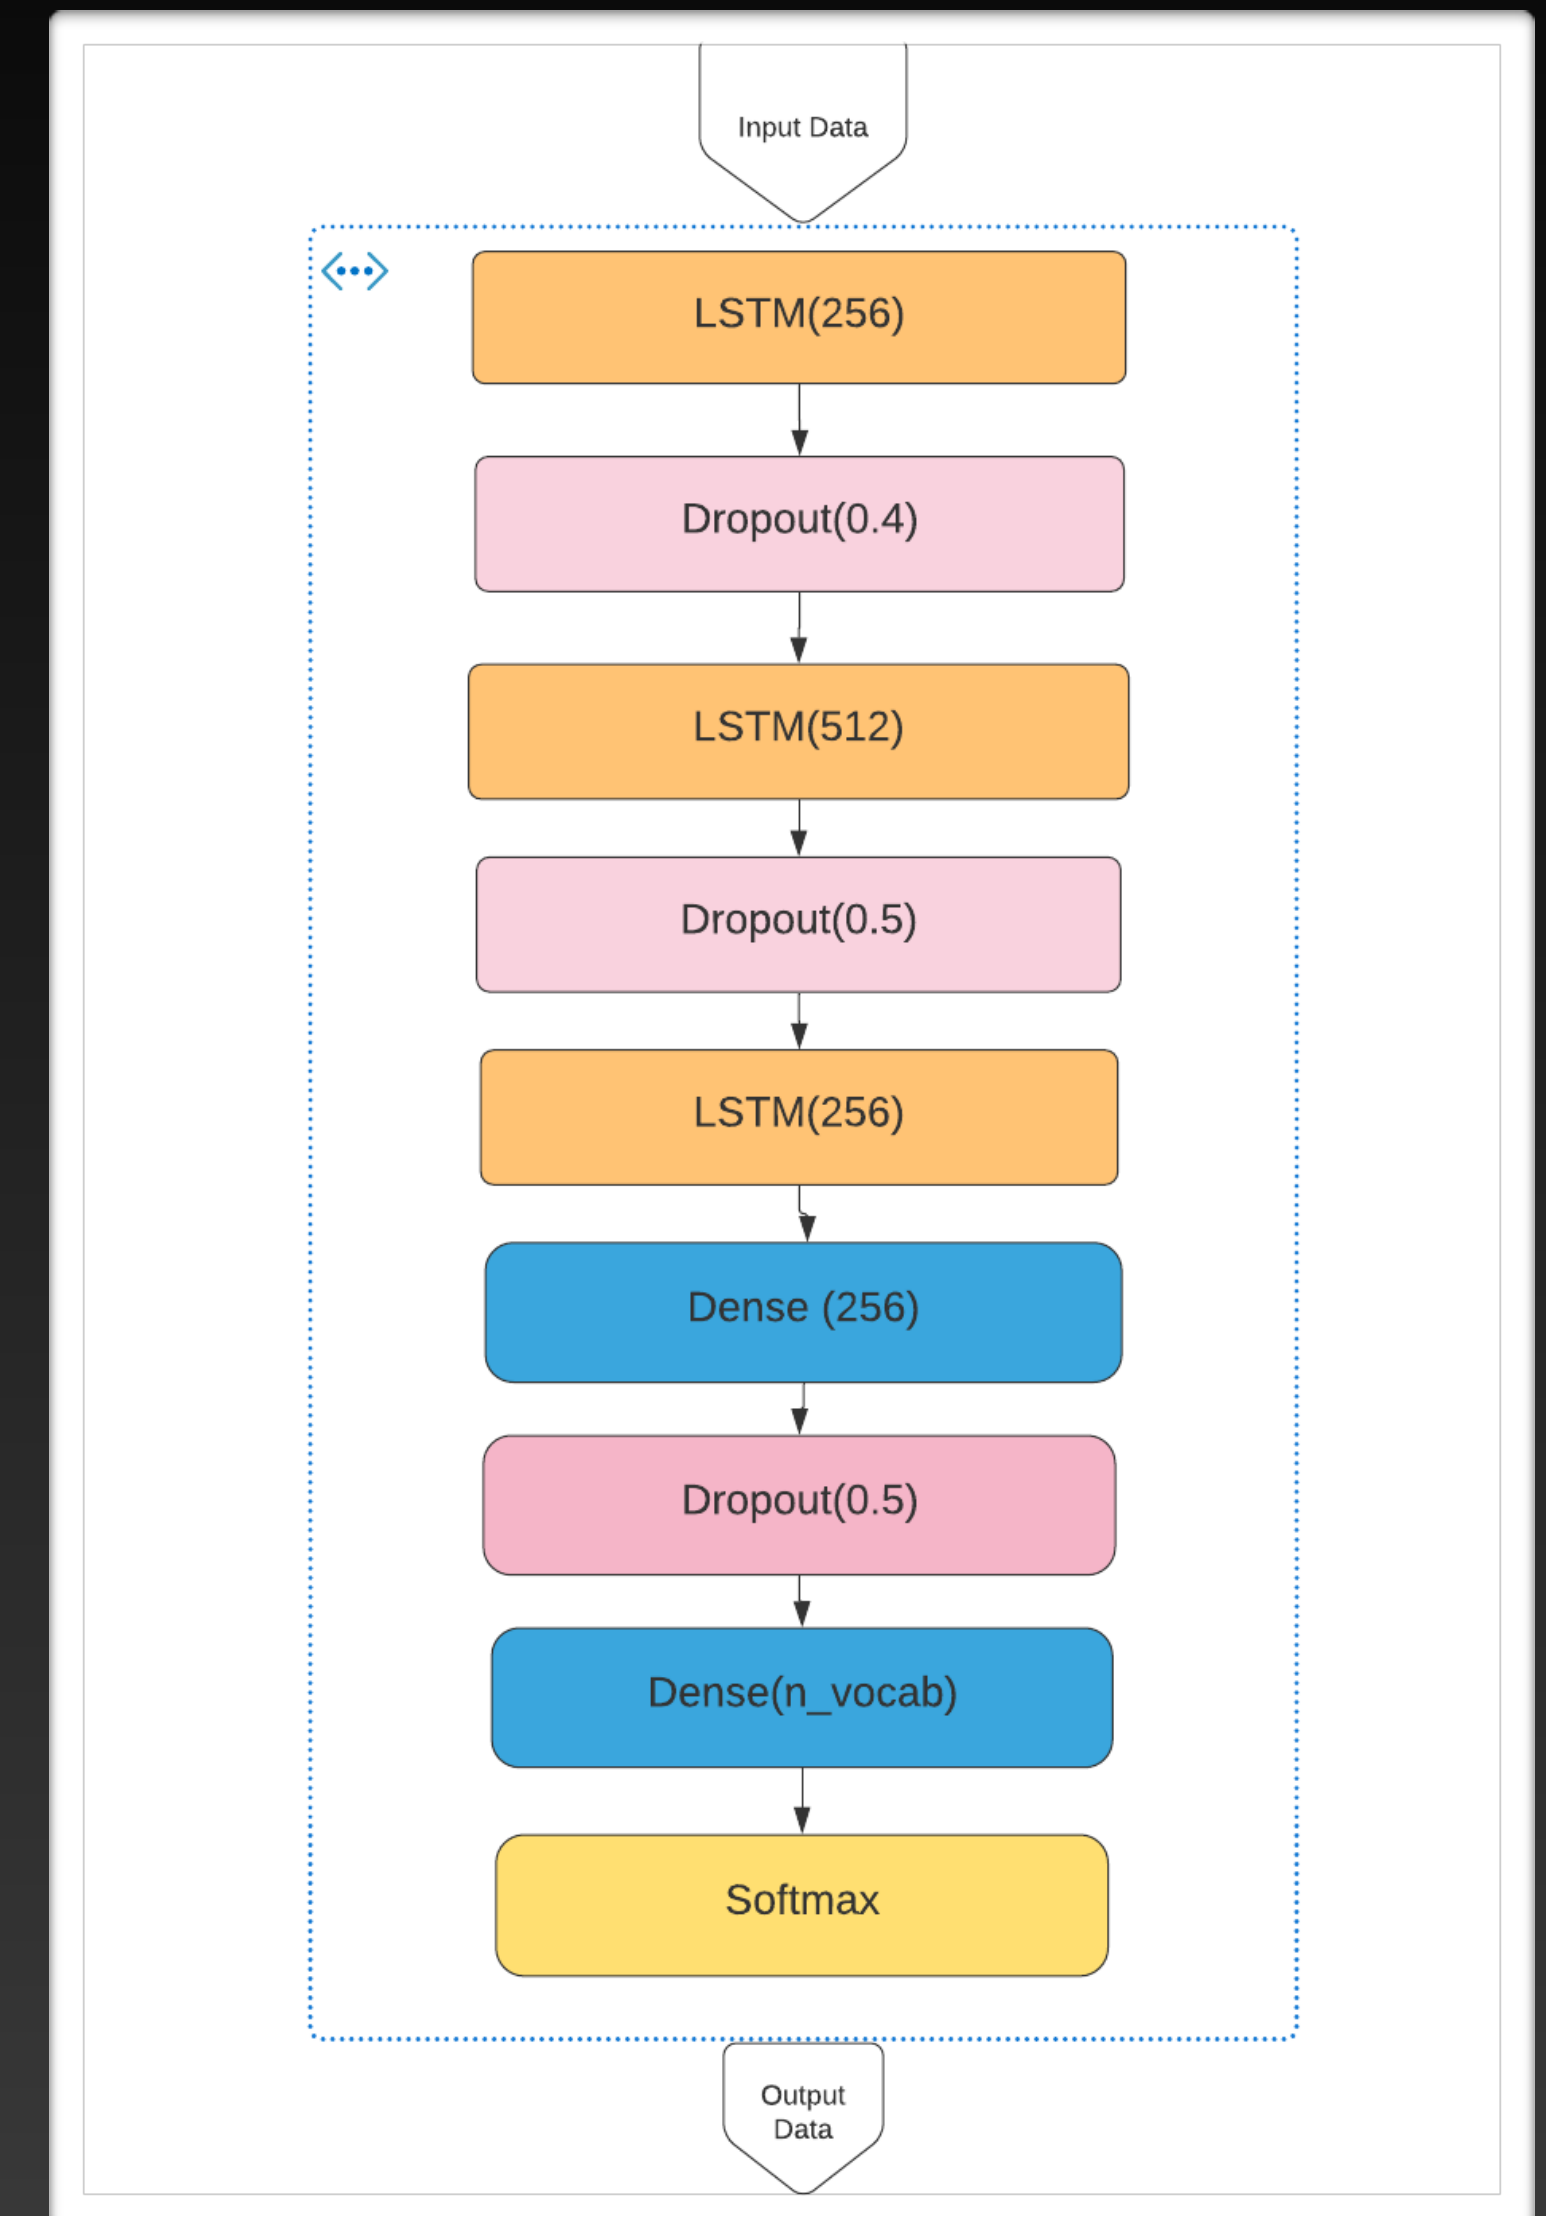 Input Data
LSTM(256)
Dropout(0.4)
LSTM(512)
Dropout(0.5)
LSTM(256)
Dense (256)
Dropout(0.5)
Dense(n_vocab)
Softmax
Output
Data